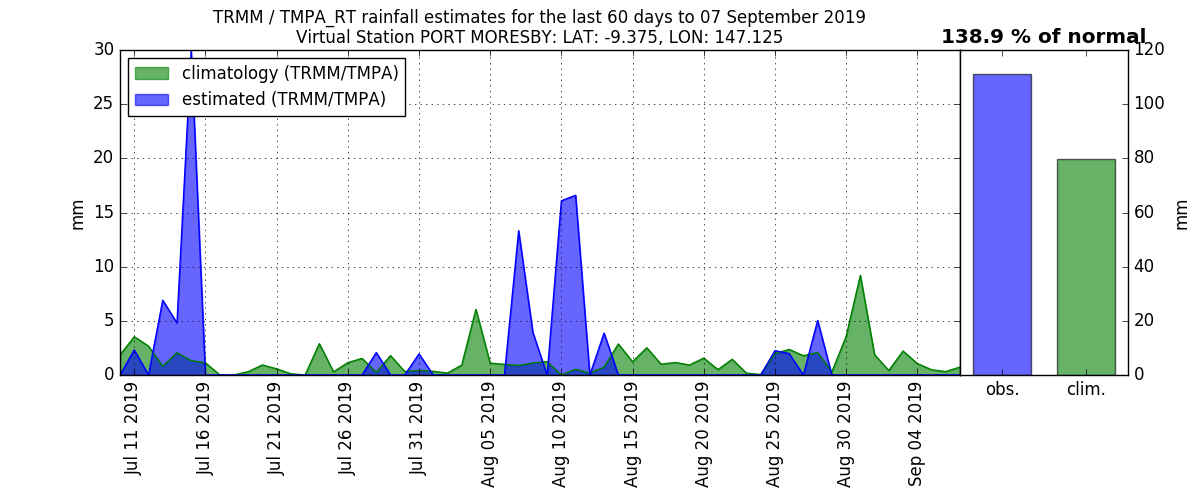 TRMM / TMPA_RT rainfall estimates for the last 60 days to 07 September 2019
Virtual Station PORT MORESBY: LAT: -9.375, LON: 147.125
138.9 % of normal
climatology (TRMM/TMPA)
estimated (TRMM/TMPA)
30
25
20
15
10
5
0
mm
Jul 11 2019
Jul 16 2019
Jul 21 2019
Jul 26 2019
Jul 31 2019
Aug 05 2019
Aug 10 2019
Aug 15 2019
Aug 20 2019
Aug 25 2019
Aug 30 2019
Sep 04 2019
obs.
clim.
120
100
80
60
40
20
0
mm